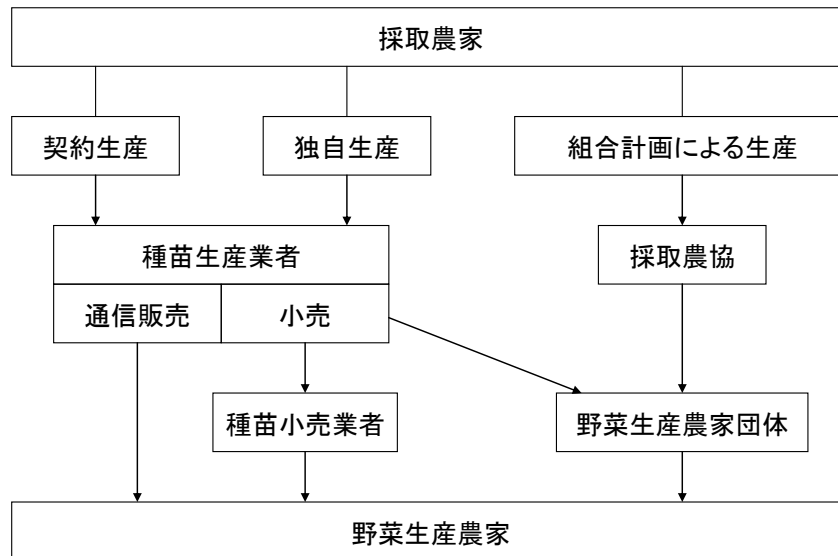 採取農家
契約生産
独自生産
組合計画による生産
種苗生産業者
採取農協
通信販売
小売
種苗小売業者
野菜生産農家団体
野菜生産農家